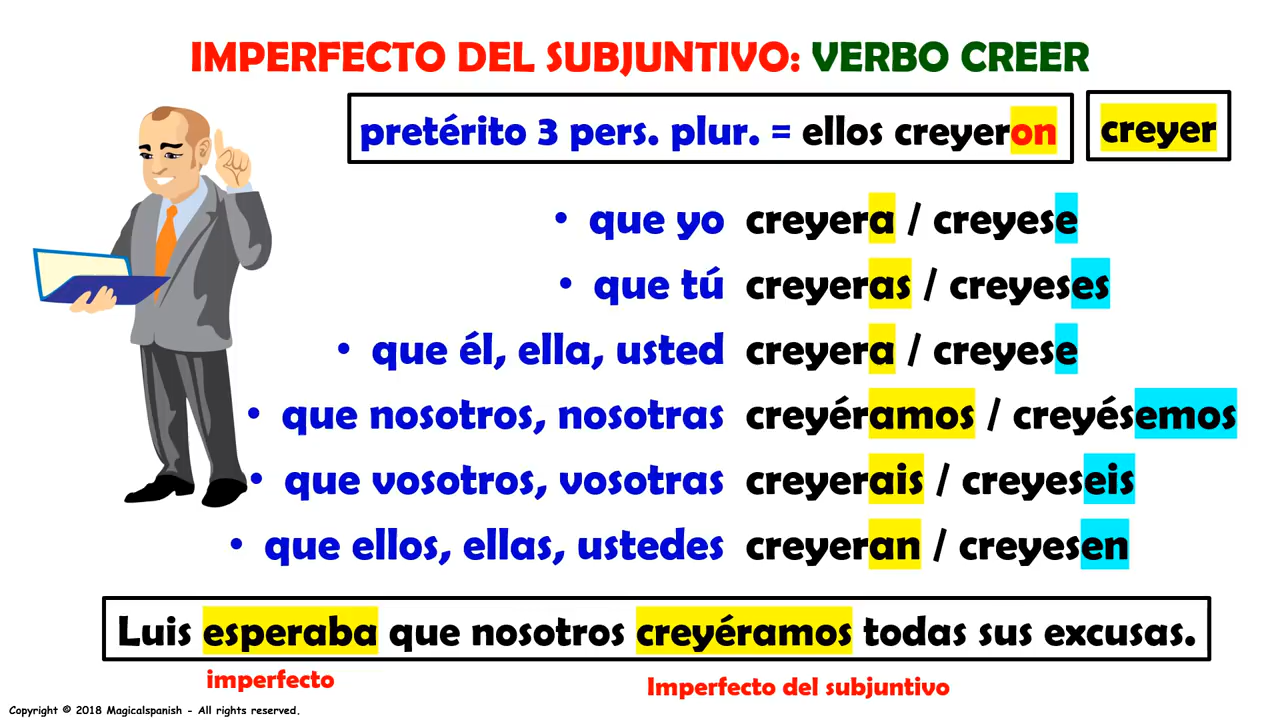 IMPERFECTO DEL SUBJUNTIVO: VERBO CREER
pretérito 3 pers. plur. = ellos creyeron
creyer
• que yo creyera / creyese
• que tú creyeras / creyeses
• que él, ella, usted creyera / creyese
• que nosotros, nosotras creyéramos / creyésemos
• que vosotros, vosotras creyerais / creyeseis
• que ellos, ellas, ustedes creyeran / creyesen
Luis esperaba que nosotros creyéramos todas sus excusas.
imperfecto
Imperfecto del subjuntivo
Copyright © 2018 Magicalspanish - All rights reserved.